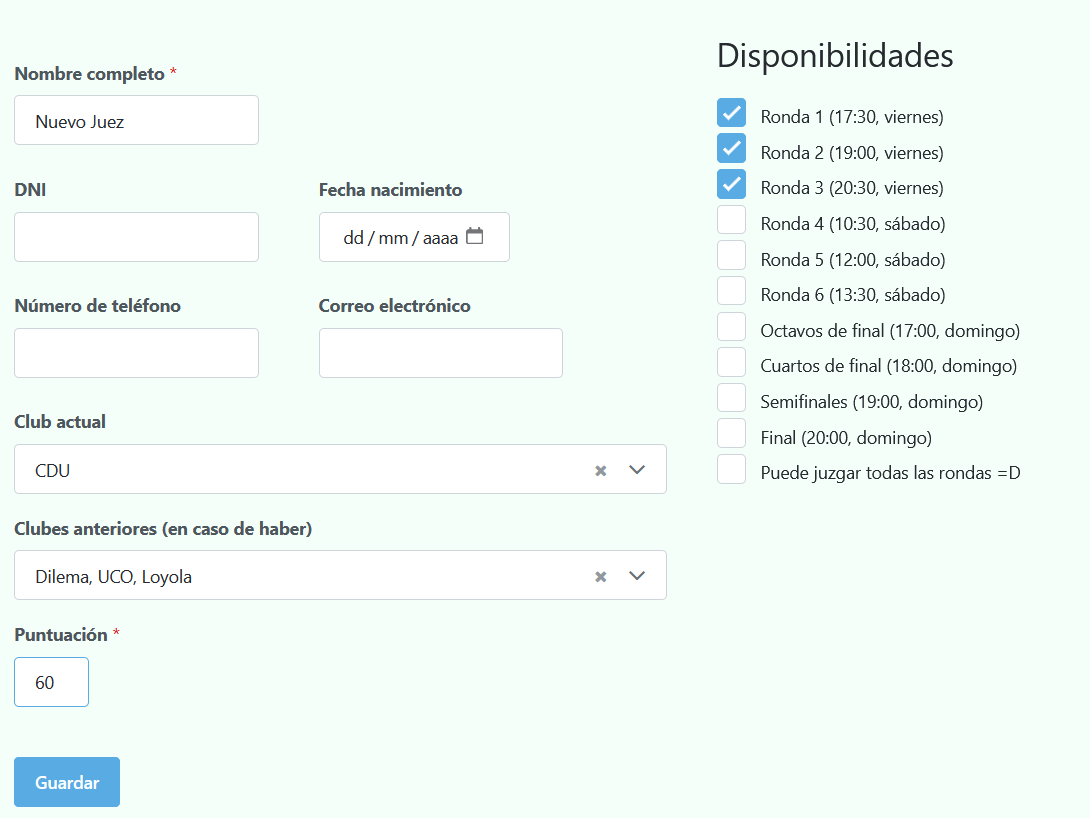 Nombre completo *
Nuevo Juez
DNI
Fecha nacimiento
dd / mm / aaaa
Número de teléfono
Correo electrónico
Club actual
CDU
Clubes anteriores (en caso de haber)
Dilema, UCO, Loyola
Puntuación *
60
Guardar
Disponibilidades
Ronda 1 (17:30, viernes)
Ronda 2 (19:00, viernes)
Ronda 3 (20:30, viernes)
Ronda 4 (10:30, sábado)
Ronda 5 (12:00, sábado)
Ronda 6 (13:30, sábado)
Octavos de final (17:00, domingo)
Cuartos de final (18:00, domingo)
Semifinales (19:00, domingo)
Final (20:00, domingo)
Puede juzgar todas las rondas =D